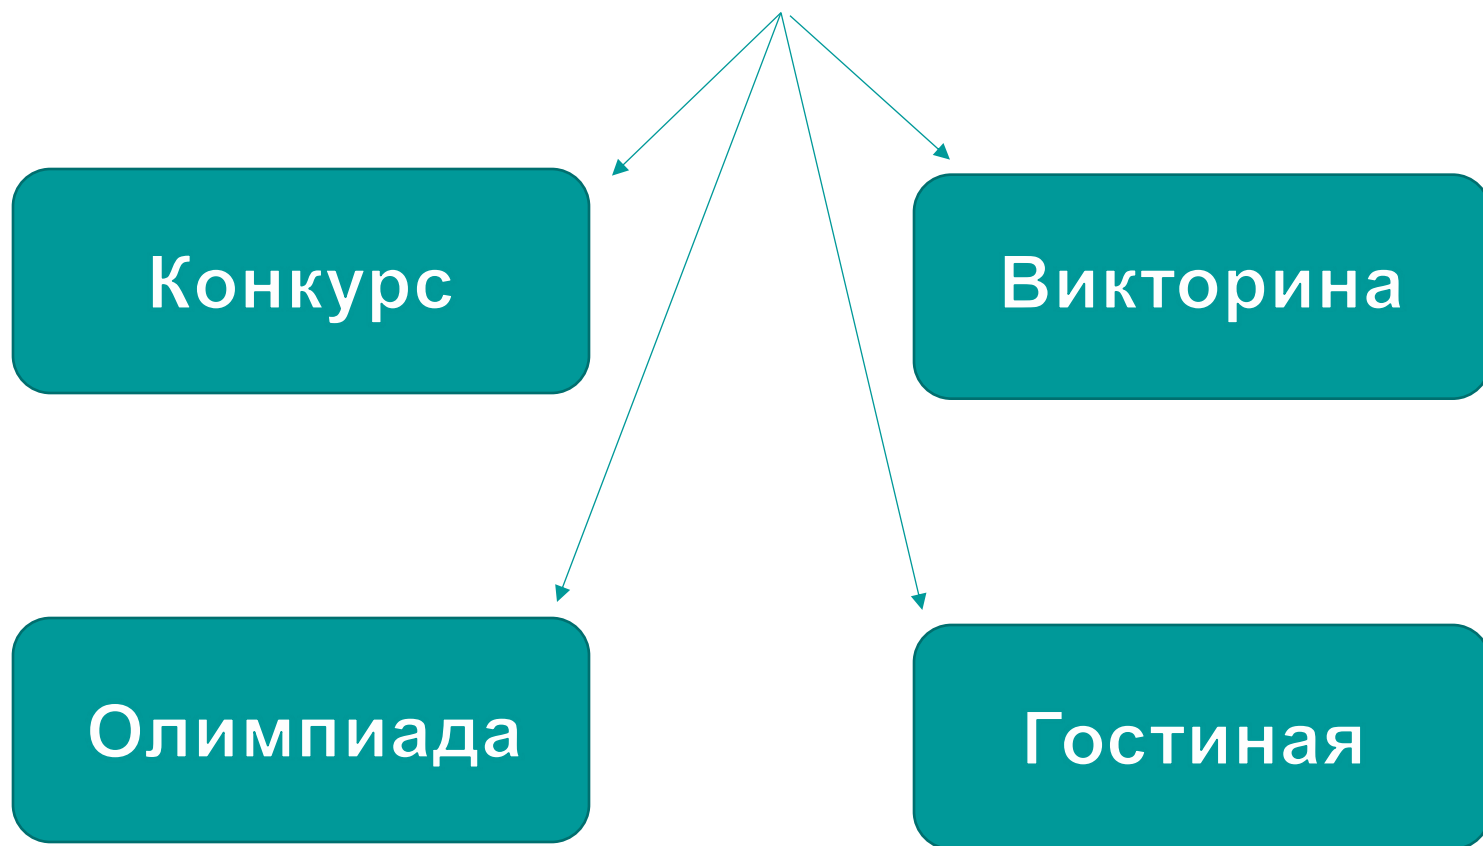 Конкурс
Викторина
Олимпиада
Гостиная